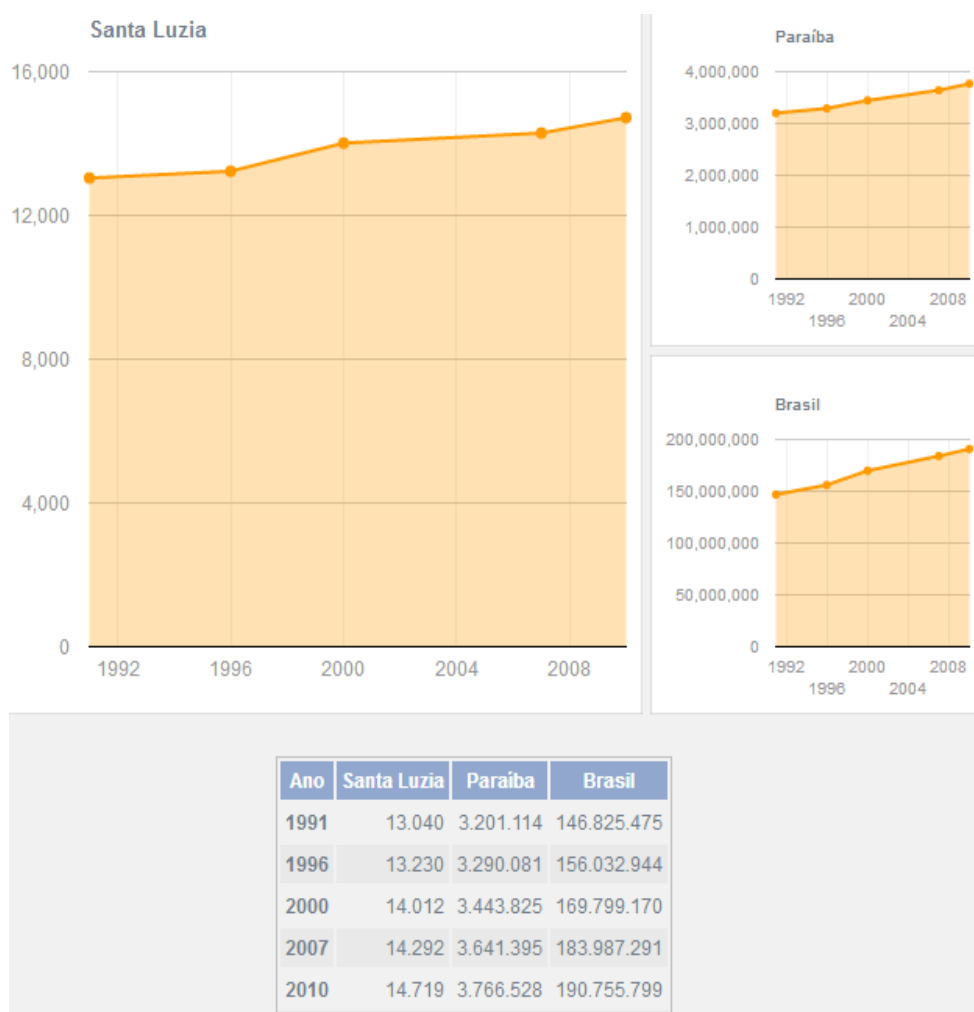 Santa Luzia
16,000
12,000
8,000
4,000
0
1992 1996 2000 2004 2008
Paraíba
4,000,000
3,000,000
2,000,000
1,000,000
0
1992 2000 2008
1996 2004
Brasil
200,000,000
150,000,000
100,000,000
50,000,000
0
1992 2000 2008
1996 2004
Ano Santa Luzia Paraíba Brasil
1991 13.040 3.201.114 146.825.475
1996 13.230 3.290.081 156.032.944
2000 14.012 3.443.825 169.799.170
2007 14.292 3.641.395 183.987.291
2010 14.719 3.766.528 190.755.799